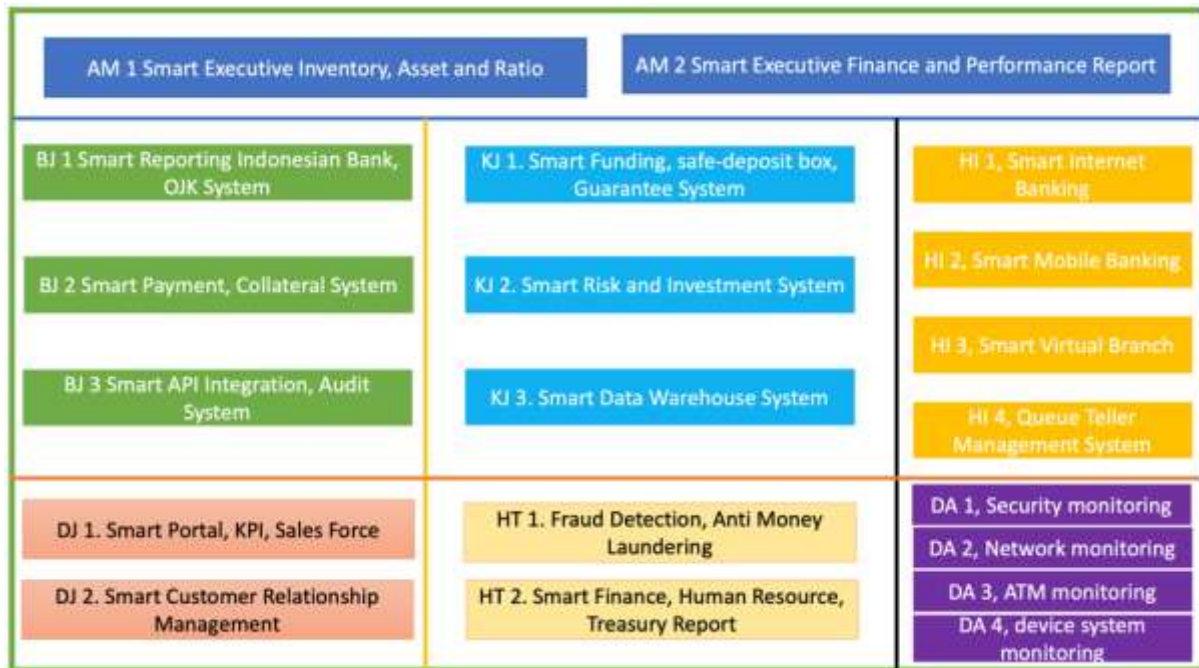 AM 1 Smart Executive Inventory, Asset and Ratio
AM 2 Smart Executive Finance and Performance Report
BJ 1 Smart Reporting Indonesian Bank,
OJK System
BJ 2 Smart Payment, Collateral System
BJ 3 Smart API Integration, Audit
System
KJ 1. Smart Funding, safe-deposit box,
Guarantee System
KJ 2. Smart Risk and Investment System
KJ 3. Smart Data Warehouse System
HI 1, Smart Internet
Banking
HI 2, Smart Mobile Banking
HI 3, Smart Virtual Branch
HI 4, Queue Teller
Management System
DJ 1. Smart Portal, KPI, Sales Force
DJ 2. Smart Customer Relationship
Management
HT 1. Fraud Detection, Anti Money
Laundering
HT 2. Smart Finance, Human Resource,
Treasury Report
DA 1, Security monitoring
DA 2, Network monitoring
DA 3, ATM monitoring
DA 4, device system
monitoring